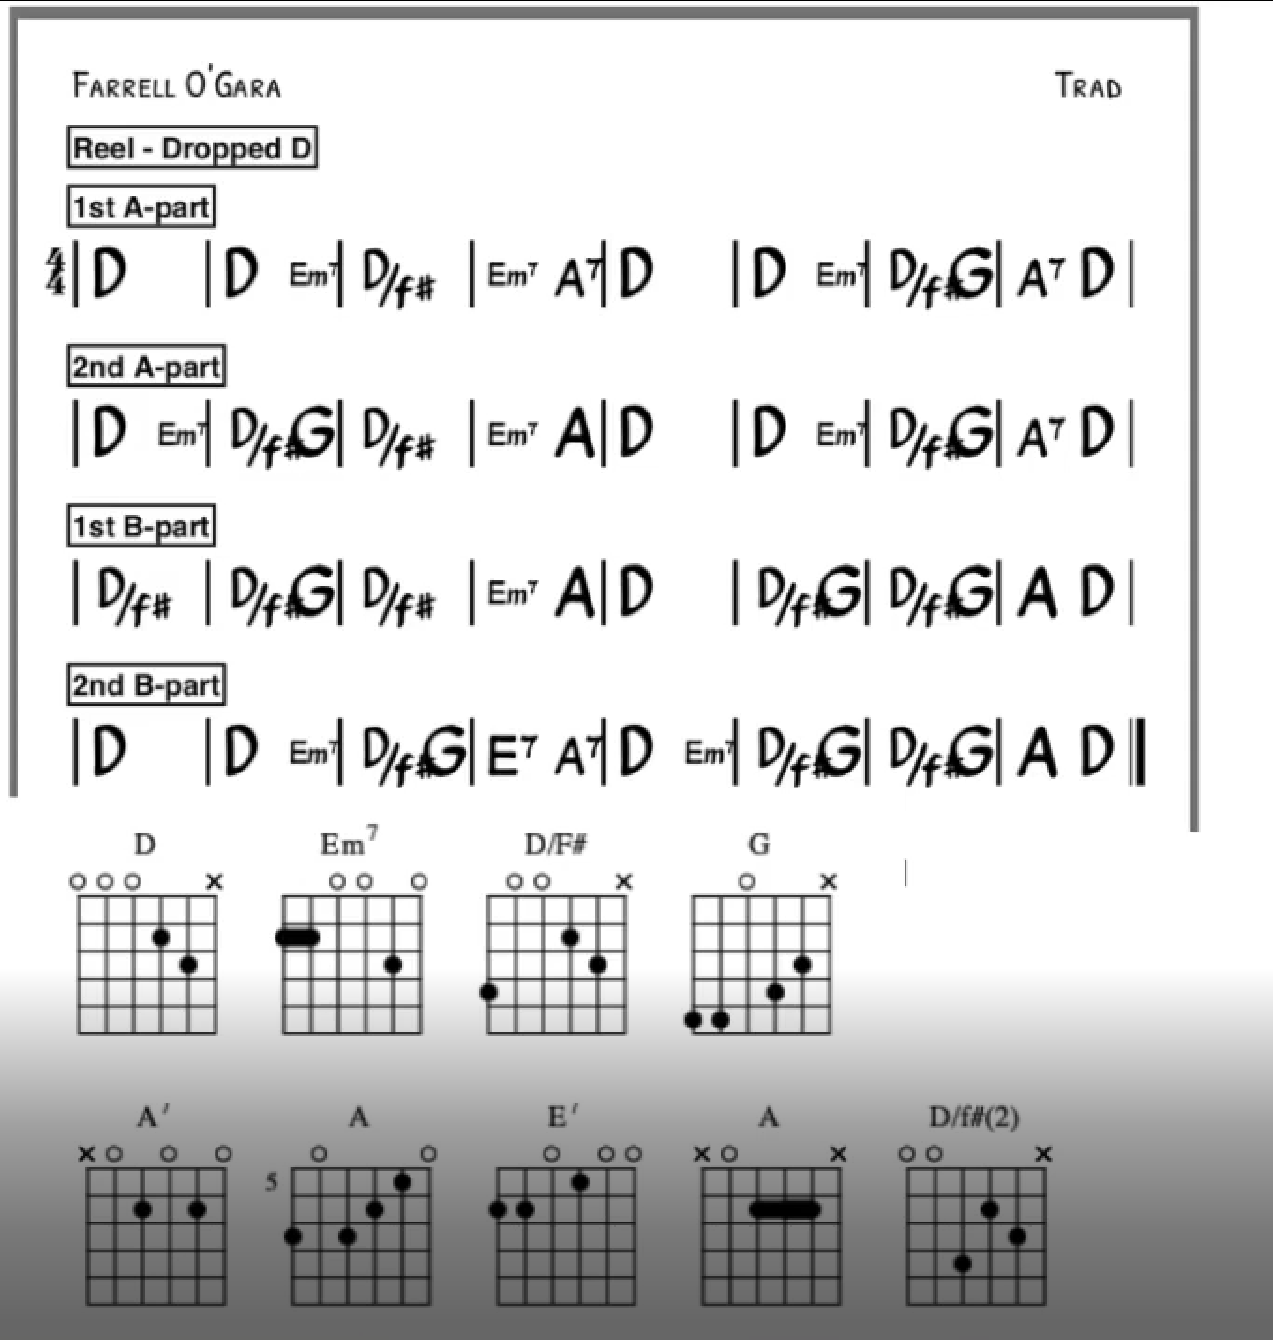 Farrell O'Gara Trad
Reel - Dropped D
1st A-part
4/4 | D | D Em7 | D/f# | Em7 A7 | D | D Em7 | D/f# G | A7 D |
2nd A-part
| D Em7 | D/f# G | D/f# | Em7 A | D | D Em7 | D/f# G | A7 D |
1st B-part
| D/f# | D/f# G | D/f# | Em7 A | D | D/f# G | D/f# G | A D |
2nd B-part
| D | D Em7 | D/f# G | E7 A7 | D Em7 | D/f# G | D/f# G | A D ||
D Em7 D/F# G
A7 A E7 A D/f#(2)
5